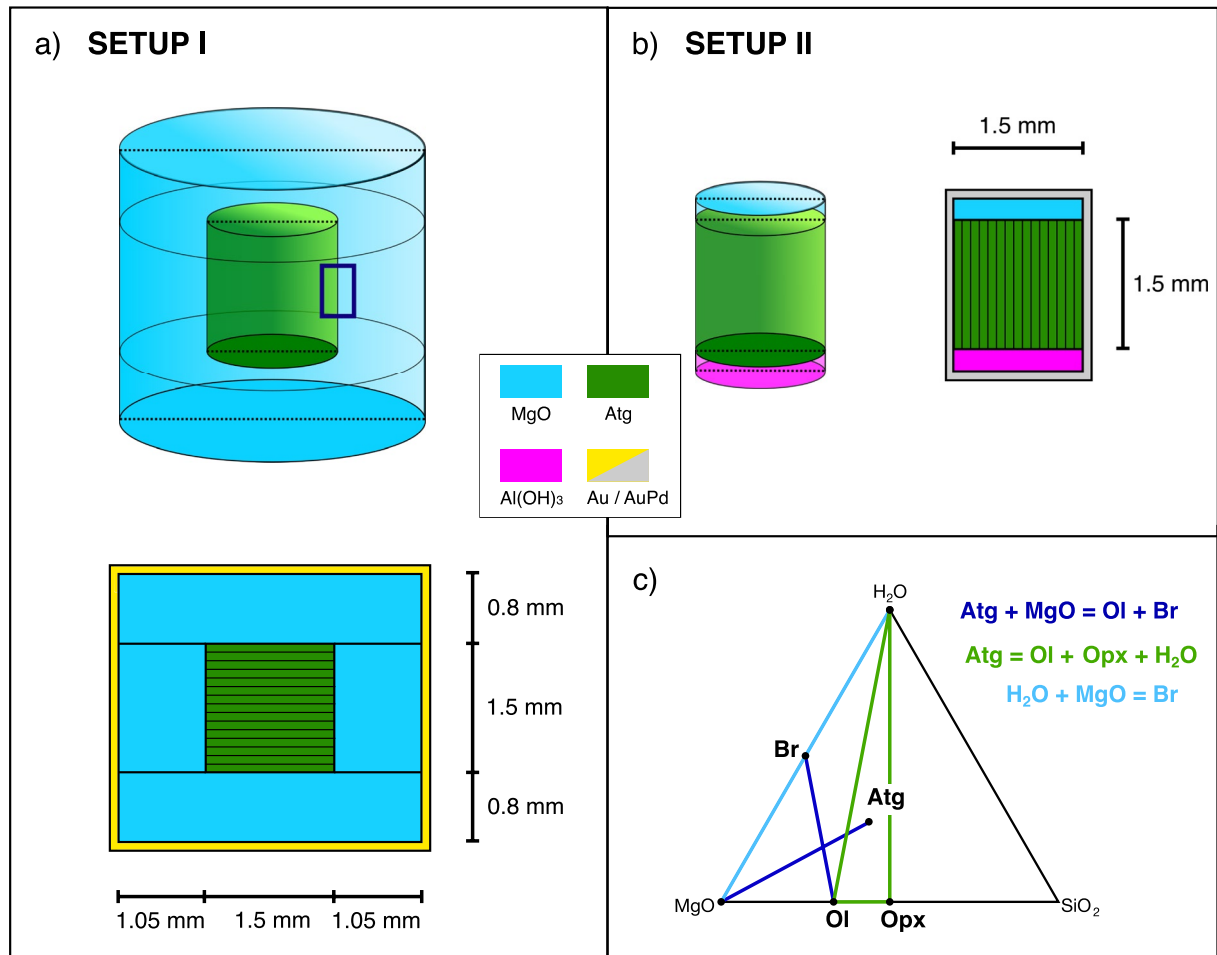 a) SETUP I
0.8 mm
1.5 mm
0.8 mm
1.05 mm 1.5 mm 1.05 mm
MgO Atg
Al(OH)₃ Au / AuPd
b) SETUP II
1.5 mm
1.5 mm
c)
H₂O
Atg + MgO = Ol + Br
Atg = Ol + Opx + H₂O
H₂O + MgO = Br
Br
Atg
MgO Ol Opx SiO₂